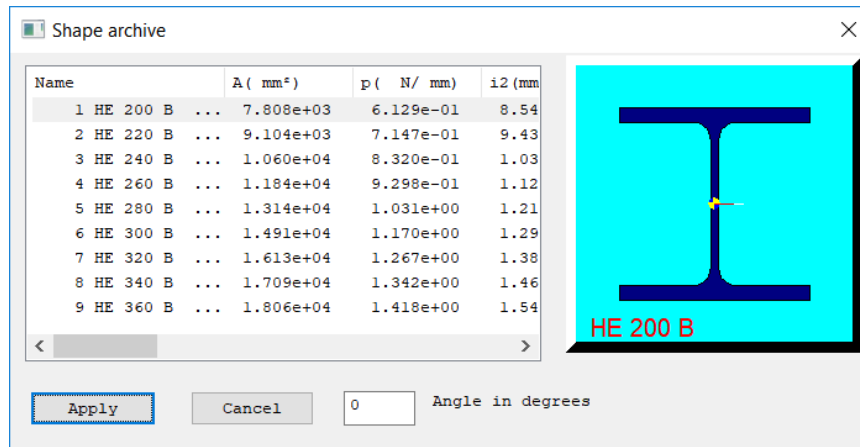 Shape archive
Name A( mm²) p( N/ mm) i2(mm
1 HE 200 B ... 7.808e+03 6.129e-01 8.54
2 HE 220 B ... 9.104e+03 7.147e-01 9.43
3 HE 240 B ... 1.060e+04 8.320e-01 1.03
4 HE 260 B ... 1.184e+04 9.298e-01 1.12
5 HE 280 B ... 1.314e+04 1.031e+00 1.21
6 HE 300 B ... 1.491e+04 1.170e+00 1.29
7 HE 320 B ... 1.613e+04 1.267e+00 1.38
8 HE 340 B ... 1.709e+04 1.342e+00 1.46
9 HE 360 B ... 1.806e+04 1.418e+00 1.54
HE 200 B
Apply Cancel 0 Angle in degrees